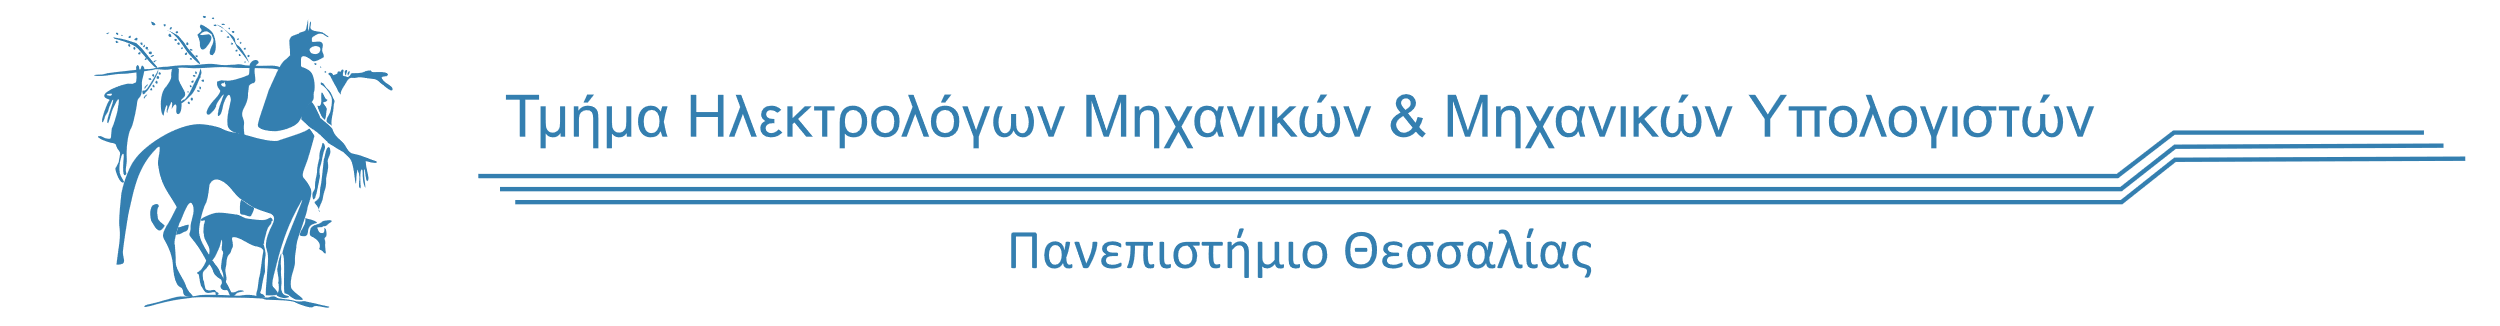 Τμήμα Ηλεκτρολόγων Μηχανικών & Μηχανικών Υπολογιστών
Πανεπιστήμιο Θεσσαλίας